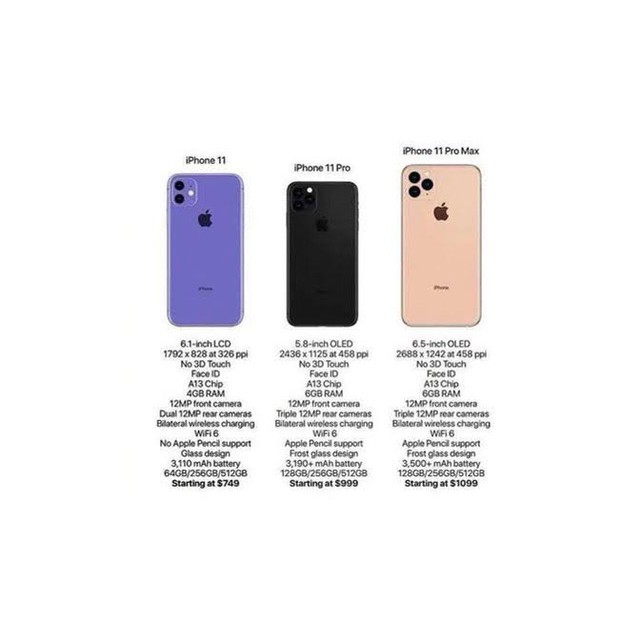 iPhone 11
6.1-inch LCD
1792 x 828 at 326 ppi
No 3D Touch
Face ID
A13 Chip
4GB RAM
12MP front camera
Dual 12MP rear cameras
Bilateral wireless charging
WiFi 6
No Apple Pencil support
Glass design
3,110 mAh battery
64GB/256GB/512GB
Starting at $749
iPhone 11 Pro
5.8-inch OLED
2436 x 1125 at 458 ppi
No 3D Touch
Face ID
A13 Chip
6GB RAM
12MP front camera
Triple 12MP rear cameras
Bilateral wireless charging
WiFi 6
Apple Pencil support
Frost glass design
3,190+ mAh battery
128GB/256GB/512GB
Starting at $999
iPhone 11 Pro Max
iPhone
6.5-inch OLED
2688 x 1242 at 458 ppi
No 3D Touch
Face ID
A13 Chip
6GB RAM
12MP front camera
Triple 12MP rear cameras
Bilateral wireless charging
WiFi 6
Apple Pencil support
Frost glass design
3,500+ mAh battery
128GB/256GB/512GB
Starting at $1099